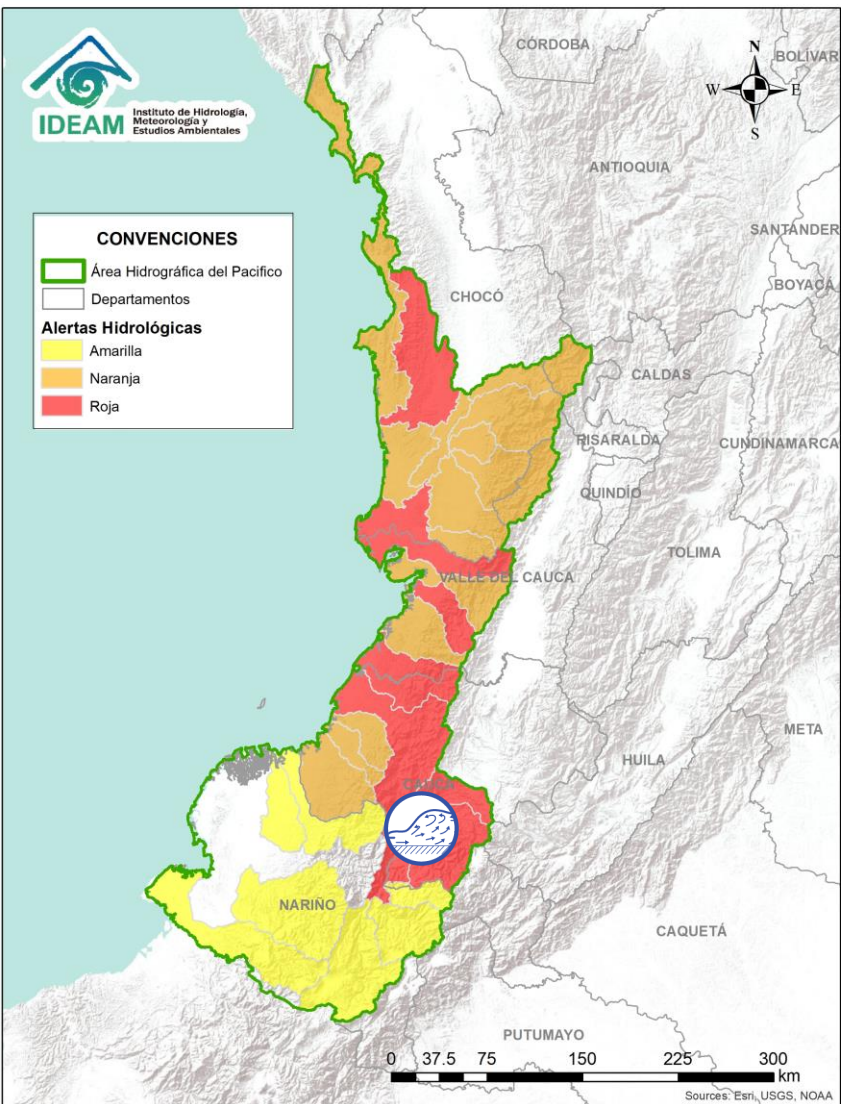 IDEAM
Instituto de Hidrología,
Meteorología y
Estudios Ambientales
CÓRDOBA
BOLÍVAR
N
W
E
S
ANTIOQUIA
SANTANDER
BOYACÁ
CONVENCIONES
Área Hidrográfica del Pacifico
Departamentos
Alertas Hidrológicas
Amarilla
Naranja
Roja
CHOCÓ
CALDAS
RISARALDA
CUNDINAMARCA
QUINDÍO
TOLIMA
VALLE DEL CAUCA
META
HUILA
CAUCA
NARIÑO
CAQUETÁ
PUTUMAYO
0 37.5 75 150 225 300
km
Sources: Esri, USGS, NOAA